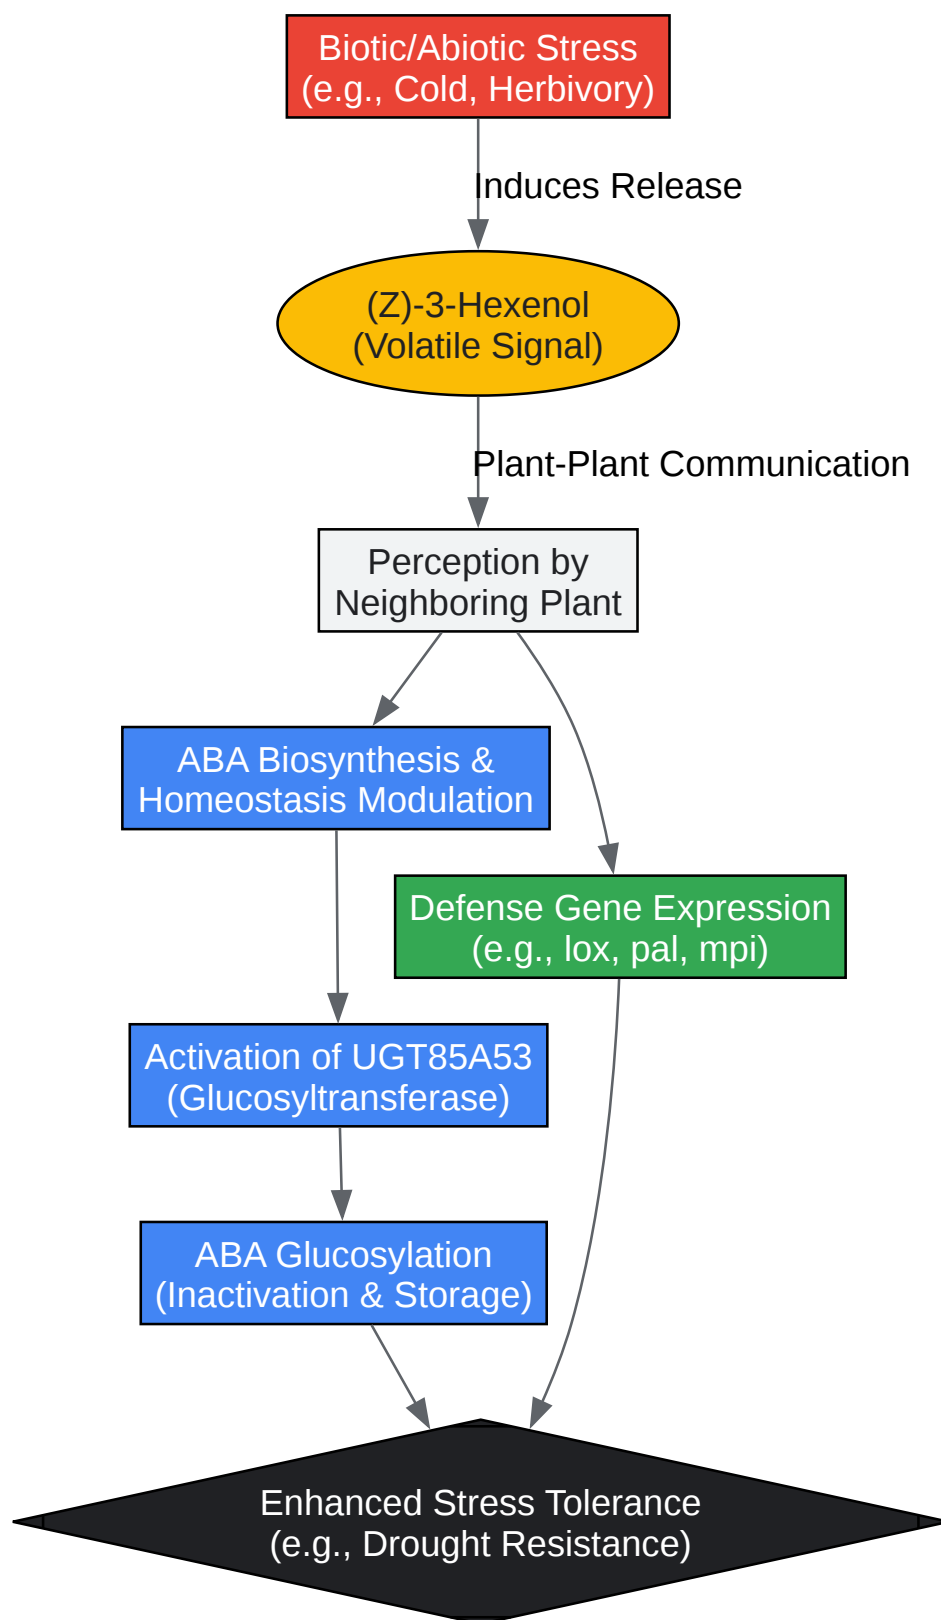 Biotic/Abiotic Stress
(e.g., Cold, Herbivory)
Induces Release
(Z)-3-Hexenol
(Volatile Signal)
Plant-Plant Communication
Perception by
Neighboring Plant
ABA Biosynthesis &
Homeostasis Modulation
Defense Gene Expression
(e.g., lox, pal, mpi)
Activation of UGT85A53
(Glucosyltransferase)
ABA Glucosylation
(Inactivation & Storage)
Enhanced Stress Tolerance
(e.g., Drought Resistance)